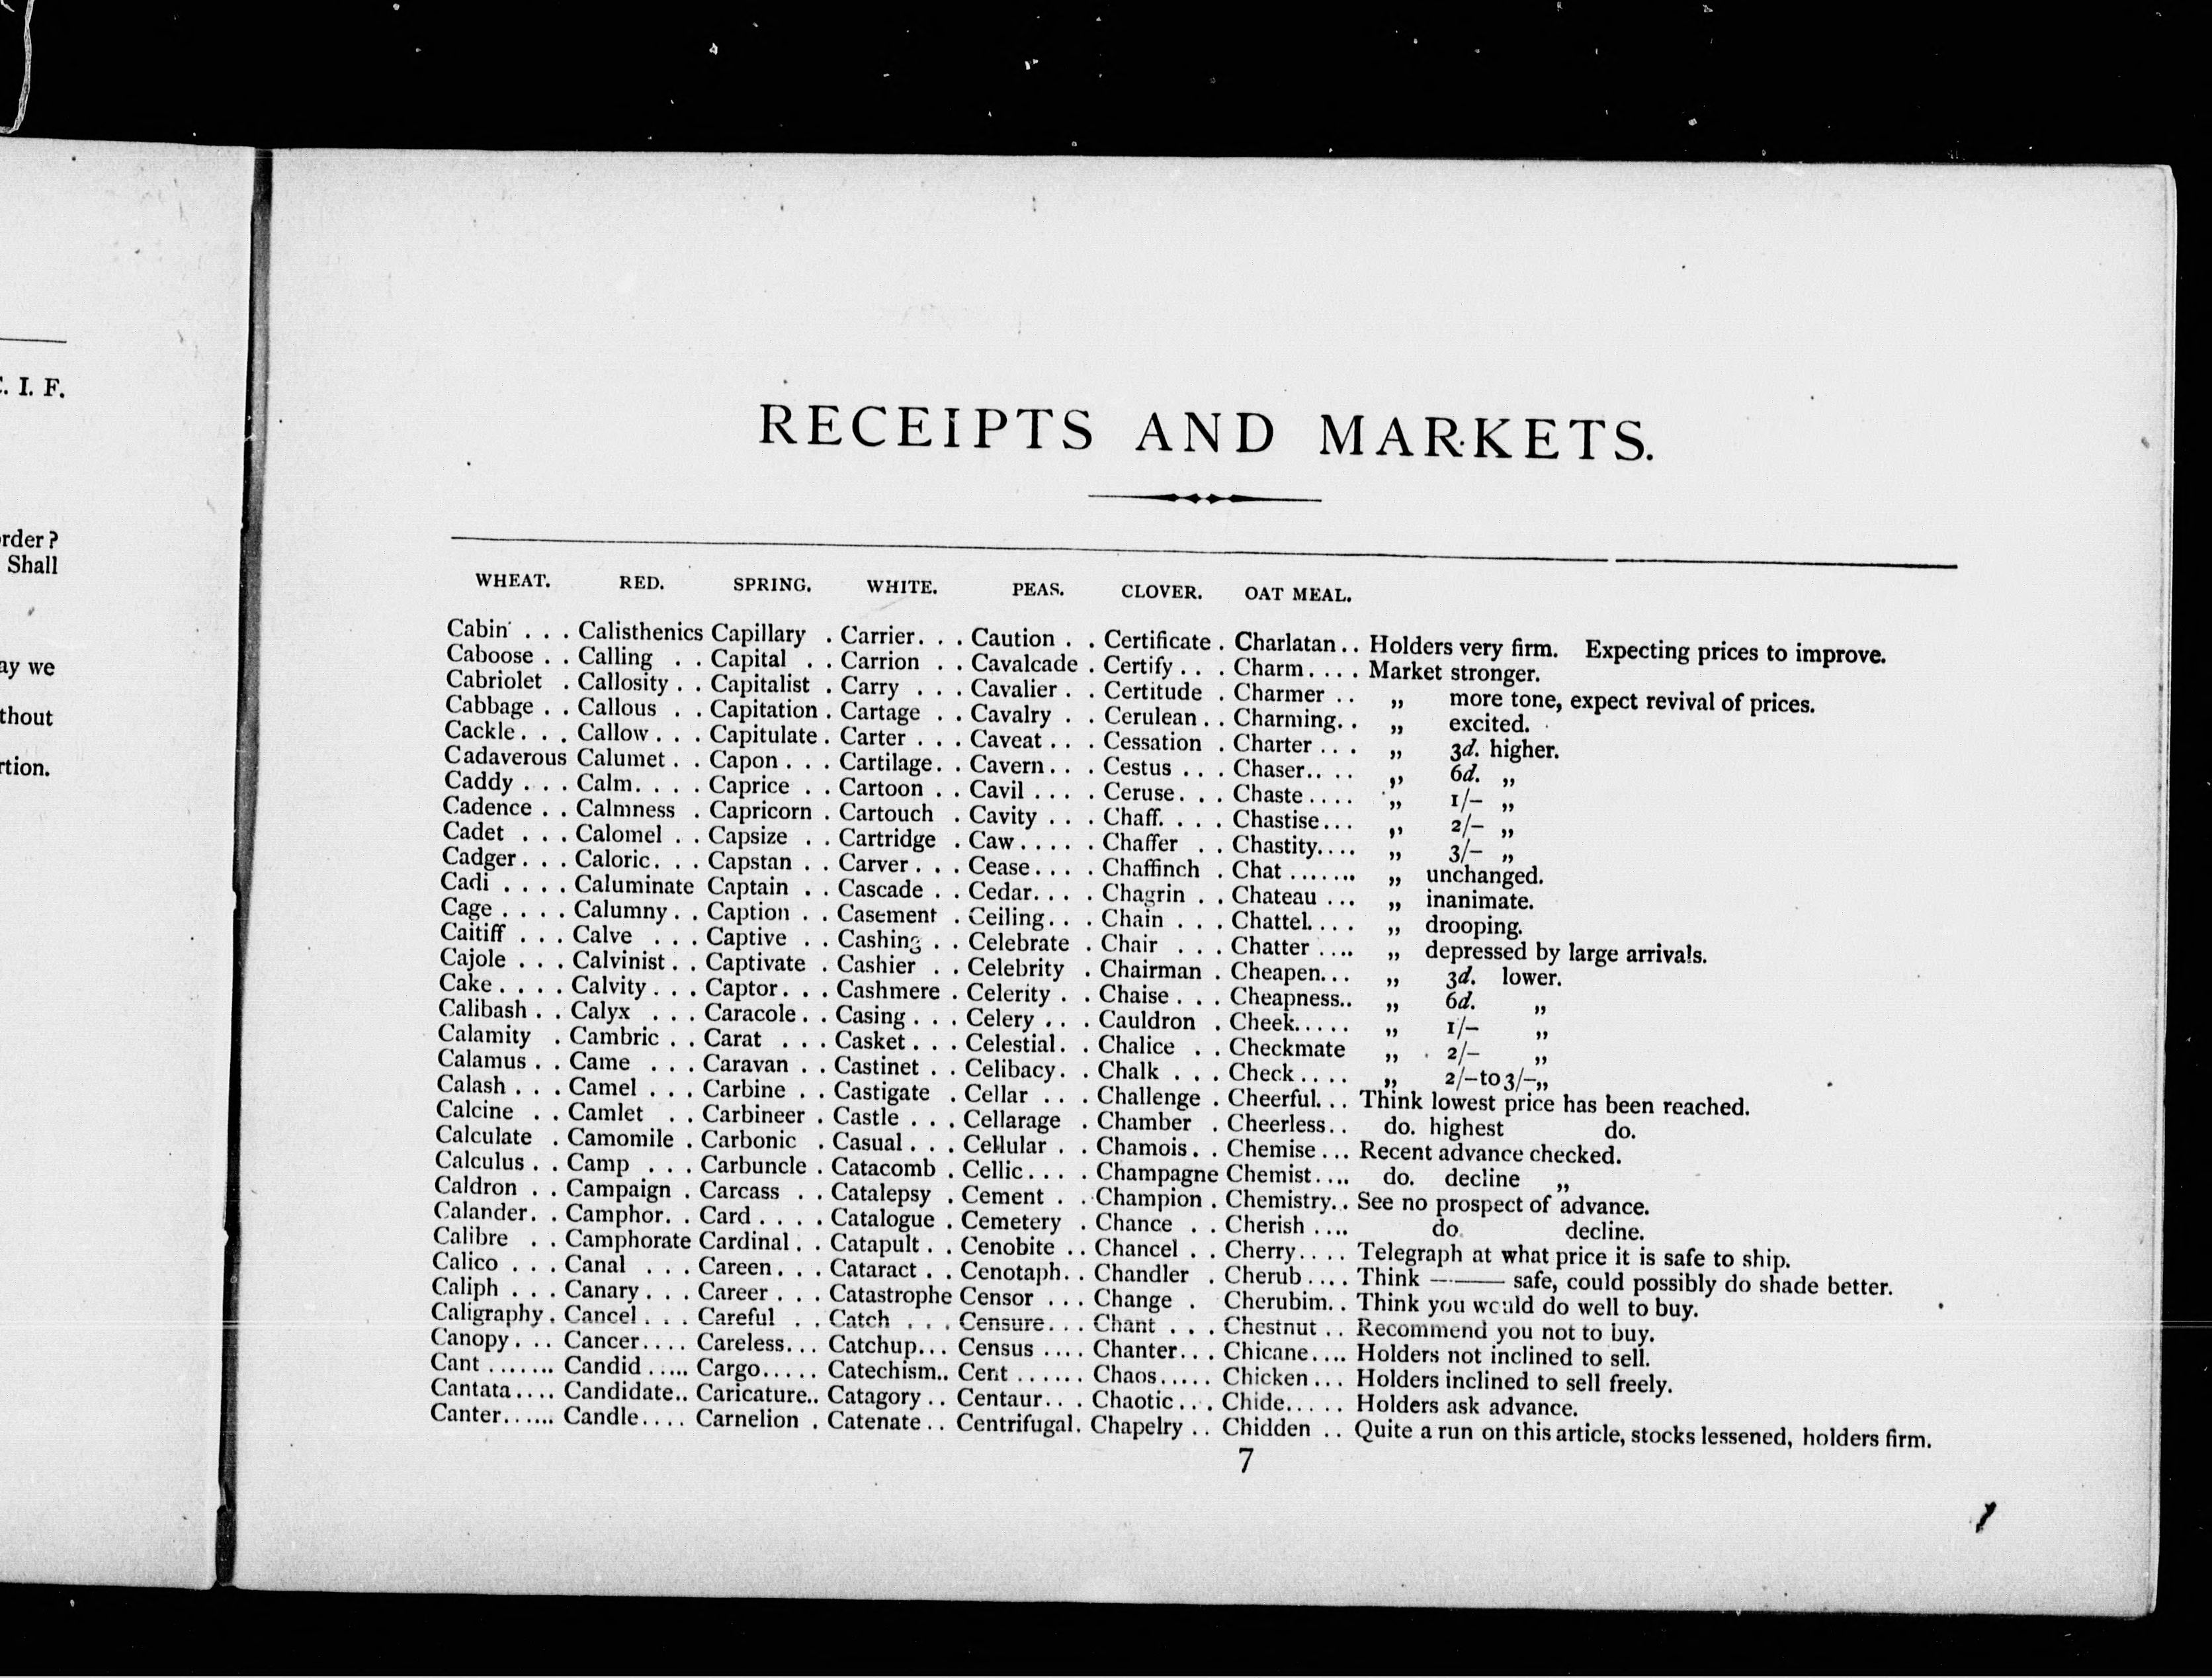 C. I. F.
rder?
Shall
ay we
thout
rtion.
RECEIPTS AND MARKETS.
WHEAT. RED. SPRING. WHITE. PEAS. CLOVER. OAT MEAL.
Cabin . . . Calisthenics Capillary . Carrier. . . Caution . . Certificate . Charlatan . . Holders very firm. Expecting prices to improve.
Caboose . . Calling . . Capital . . Carrion . . Cavalcade . Certify . . . Charm. . . . Market stronger.
Cabriolet . Callosity . . Capitalist . Carry . . . Cavalier . . Certitude . Charmer . . „ more tone, expect revival of prices.
Cabbage . . Callous . . Capitation . Cartage . . Cavalry . . Cerulean . . Charming. . „ excited.
Cackle. . . Callow. . . Capitulate . Carter . . . Caveat . . . Cessation . Charter . . . „ 3d. higher.
Cadaverous Calumet . . Capon . . . Cartilage. . Cavern. . . Cestus . . . Chaser. . . . „ 6d. „
Caddy . . . Calm. . . . Caprice . . Cartoon . . Cavil . . . . Ceruse. . . Chaste . . . . „ 1/– „
Cadence . . Calmness . Capricorn . Cartouch . Cavity . . . Chaff. . . . Chastise . . . „ 2/– „
Cadet . . . Calomel . . Capsize . . Cartridge . Caw . . . . . Chaffer . . Chastity. . . . „ 3/– „
Cadger. . . Caloric. . . Capstan . . Carver . . . Cease. . . . Chaffinch . Chat . . . . . . . „ unchanged.
Cadi . . . . Caluminate Captain . . Cascade . . Cedar. . . . Chagrin . . Chateau . . . „ inanimate.
Cage . . . . Calumny . . Caption . . Casement . Ceiling. . . Chain . . . Chattel. . . . „ drooping.
Caitiff . . . Calve . . . Captive . . Cashing . . Celebrate . Chair . . . Chatter . . . . „ depressed by large arrivals.
Cajole . . . Calvinist . . Captivate . Cashier . . Celebrity . Chairman . Cheapen. . . „ 3d. lower.
Cake . . . . Calvity . . . Captor. . . Cashmere . Celerity . . Chaise . . . Cheapness. . „ 6d. „
Calibash . . Calyx . . . Caracole . . Casing . . . Celery . . . Cauldron . Cheek. . . . . „ 1/– „
Calamity . Cambric . . Carat . . . Casket . . . Celestial. . Chalice . . Checkmate „ 2/– „
Calamus . . Came . . . Caravan . . Castinet . . Celibacy. . Chalk . . . Check . . . . „ 2/–to 3/–„
Calash . . . Camel . . . Carbine . . Castigate . Cellar . . . Challenge . Cheerful. . . Think lowest price has been reached.
Calcine . . Camlet . . Carbineer . Castle . . . Cellarage . Chamber . Cheerless. . do. highest do.
Calculate . Camomile . Carbonic . Casual . . . Cellular . . Chamois. . Chemise . . . Recent advance checked.
Calculus . . Camp . . . Carbuncle . Catacomb . Cellic . . . . Champagne Chemist. . . . do. decline „
Caldron . . Campaign . Carcass . . Catalepsy . Cement . . Champion . Chemistry. . See no prospect of advance.
Calander. . Camphor. . Card . . . . Catalogue . Cemetery . Chance . . Cherish . . . . do. decline.
Calibre . . Camphorate Cardinal . . Catapult . . Cenobite . . Chancel . . Cherry. . . . Telegraph at what price it is safe to ship.
Calico . . . Canal . . . Careen. . . Cataract . . Cenotaph. . Chandler . Cherub . . . . Think ——— safe, could possibly do shade better.
Caliph . . . Canary . . . Career . . . Catastrophe Censor . . . Change . Cherubim. . Think you would do well to buy.
Caligraphy . Cancel . . . Careful . . Catch . . . Censure. . . Chant . . . Chestnut . . Recommend you not to buy.
Canopy. . . Cancer. . . . Careless. . . Catchup. . . Census . . . . Chanter. . . Chicane. . . . Holders not inclined to sell.
Cant . . . . . . . Candid . . . . . Cargo. . . . . Catechism. . Cent . . . . . . Chaos. . . . . Chicken . . . Holders inclined to sell freely.
Cantata . . . . Candidate. . Caricature. . Catagory . . Centaur. . . Chaotic . . . Chide. . . . . Holders ask advance.
Canter. . . . . . Candle. . . . Carnelion . Catenate . . Centrifugal. Chapelry . . Chidden . . Quite a run on this article, stocks lessened, holders firm.
7